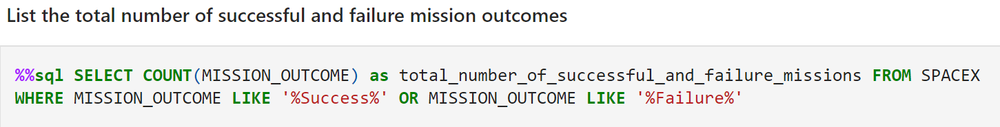 List the total number of successful and failure mission outcomes
%%sql SELECT COUNT(MISSION_OUTCOME) as total_number_of_successful_and_failure_missions FROM SPACEX
WHERE MISSION_OUTCOME LIKE '%Success%' OR MISSION_OUTCOME LIKE '%Failure%'